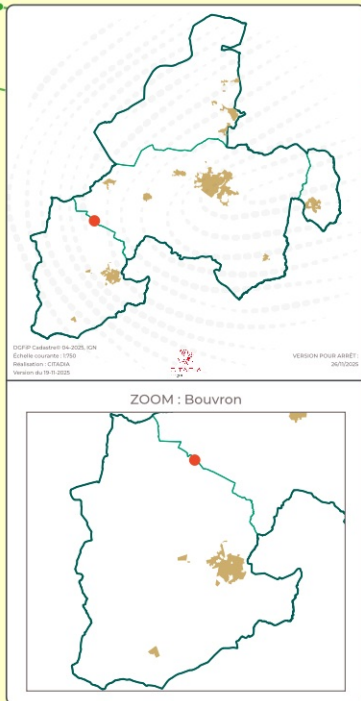 DGFIP Cadastre® 04-2025, IGN
Échelle courante : 1:750
Réalisation : CITADIA
Version du 19-11-2025
CITADIA
VERSION POUR ARRÊT :
26/11/2025
ZOOM : Bouvron